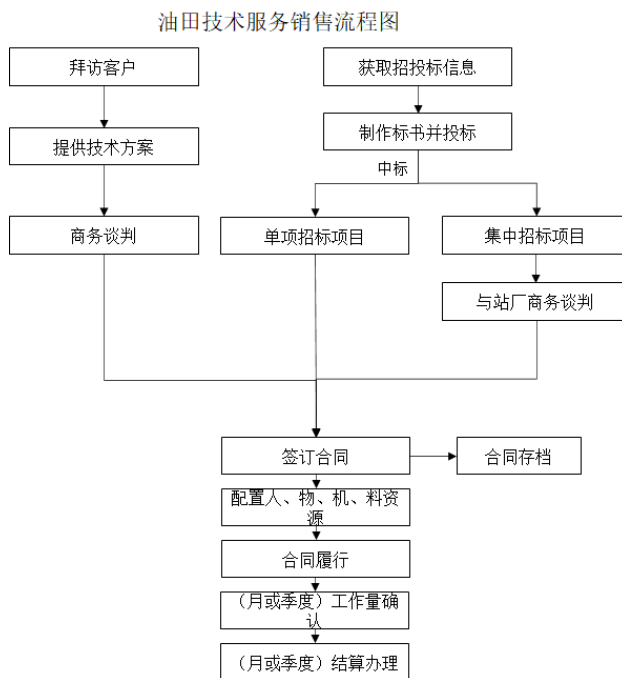 油田技术服务销售流程图
拜访客户
获取招投标信息
提供技术方案
制作标书并投标
中标
商务谈判
单项招标项目
集中招标项目
与站厂商务谈判
签订合同
合同存档
配置人、物、机、料资
源
合同履行
（月或季度）工作量确
认
（月或季度）结算办理